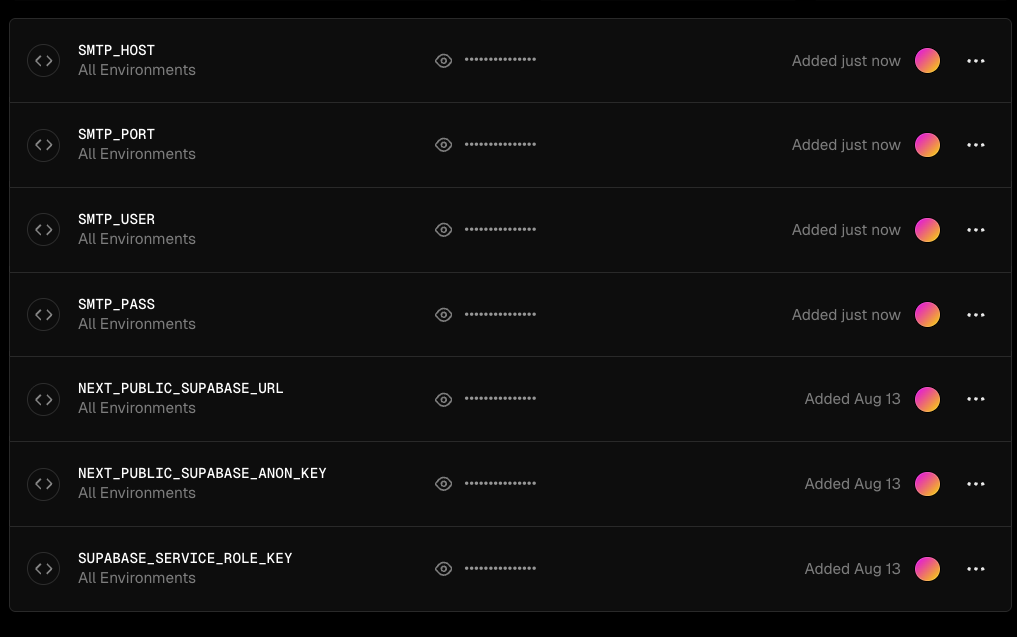 SMTP_HOST
All Environments
•••••••••••••••
Added just now
SMTP_PORT
All Environments
•••••••••••••••
Added just now
SMTP_USER
All Environments
•••••••••••••••
Added just now
SMTP_PASS
All Environments
•••••••••••••••
Added just now
NEXT_PUBLIC_SUPABASE_URL
All Environments
•••••••••••••••
Added Aug 13
NEXT_PUBLIC_SUPABASE_ANON_KEY
All Environments
•••••••••••••••
Added Aug 13
SUPABASE_SERVICE_ROLE_KEY
All Environments
•••••••••••••••
Added Aug 13